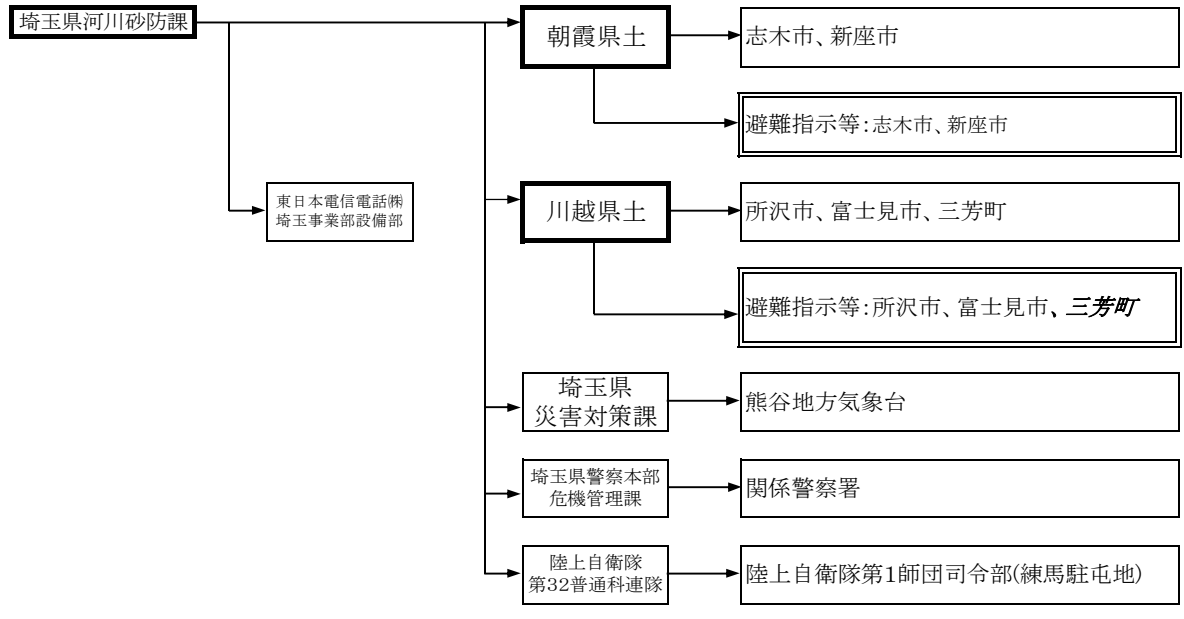 埼玉県河川砂防課
朝霞県土
志木市、新座市
避難指示等:志木市、新座市
東日本電信電話㈱
埼玉事業部設備部
川越県土
所沢市、富士見市、三芳町
避難指示等:所沢市、富士見市、三芳町
埼玉県
災害対策課
熊谷地方気象台
埼玉県警察本部
危機管理課
関係警察署
陸上自衛隊
第32普通科連隊
陸上自衛隊第1師団司令部(練馬駐屯地)